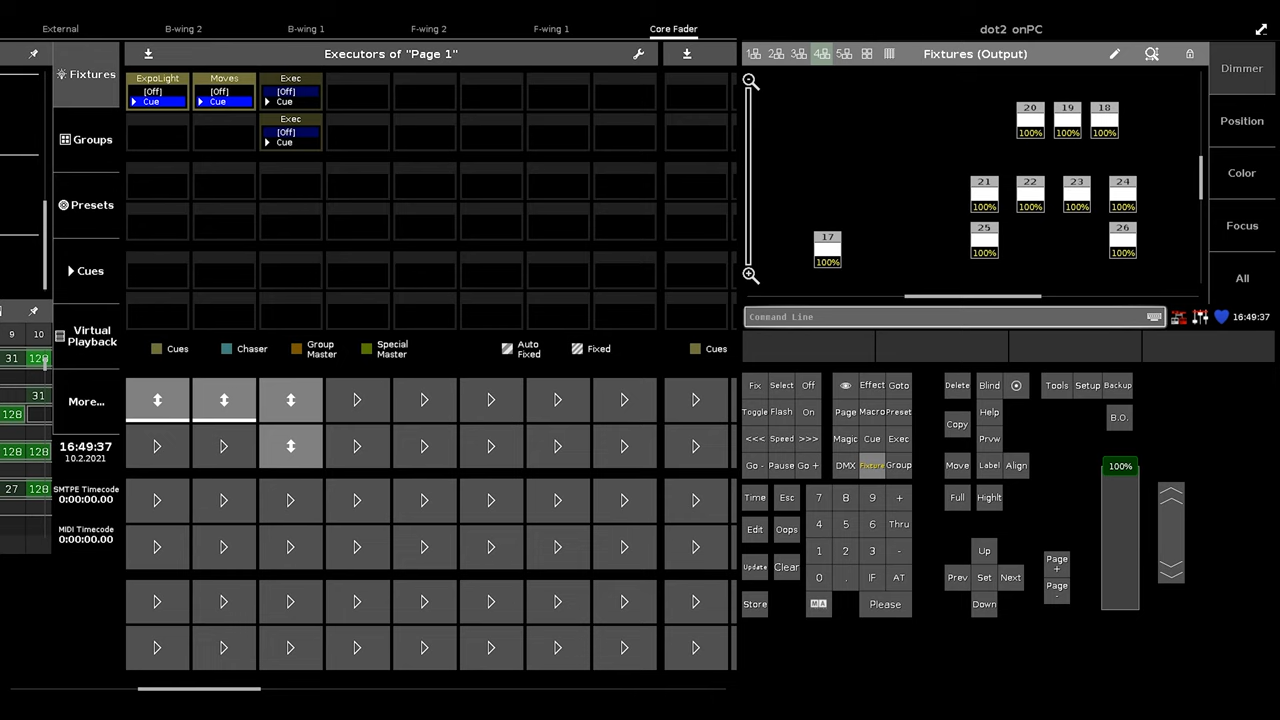 External
B-wing 2
B-wing 1
F-wing 2
F-wing 1
Core Fader
dot2 onPC
Fixtures
Groups
Presets
Cues
Virtual
Playback
More...
16:49:37
10.2.2021
SMTPE Timecode
0:00:00.00
MIDI Timecode
0:00:00.00
9 10
31 128
31
128
128 128
27 128
Executors of "Page 1"
ExpoLight Moves Exec
[Off] [Off] [Off]
Cue Cue Cue
Exec
[Off]
Cue
Cues Chaser Group Master Special Master Auto Fixed Fixed Cues
1 2 3 4 5
Fixtures (Output)
20 19 18
100% 100% 100%
21 22 23 24
100% 100% 100% 100%
25 26
100% 100%
17
100%
Dimmer
Position
Color
Focus
All
Command Line
16:49:37
Fix Select Off Effect Goto Delete Blind Tools Setup Backup
Toggle Flash On Page Macro Preset Copy Help B.O.
<<< Speed >>> Magic Cue Exec Prvw
Go - Pause Go + DMX Fixture Group Move Label Align 100%
Time Esc 7 8 9 + Full Highlt
Edit Oops 4 5 6 Thru
Update Clear 1 2 3 - Up Page +
0 . IF AT Prev Set Next Page -
Store MA Please Down